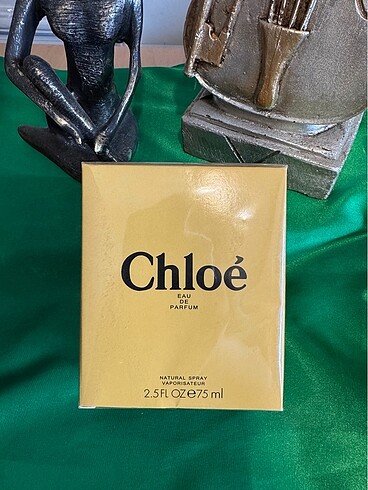 Chloé
EAU
DE
PARFUM
NATURAL SPRAY
VAPORISATEUR
2.5 FL OZ℮75 ml